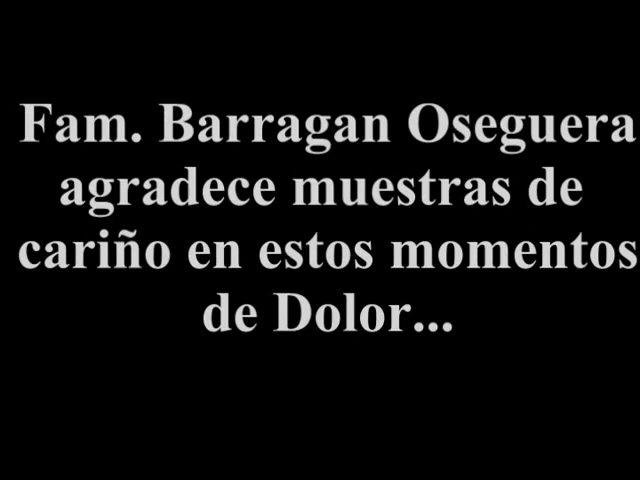 Fam. Barragan Oseguera
agradece muestras de
cariño en estos momentos
de Dolor...